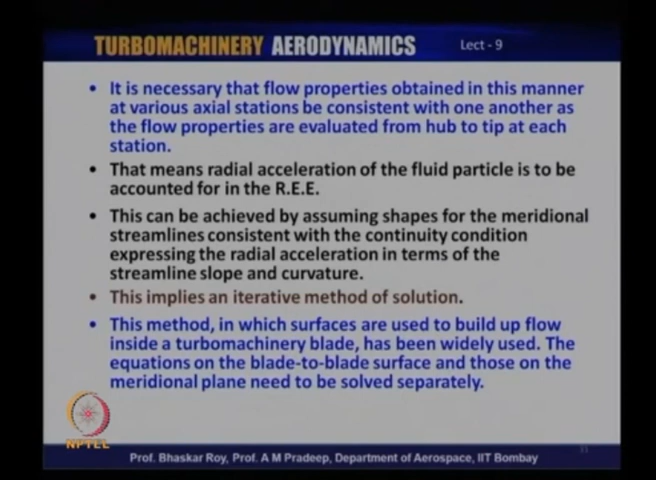 TURBOMACHINERY AERODYNAMICS Lect - 9
• It is necessary that flow properties obtained in this manner
at various axial stations be consistent with one another as
the flow properties are evaluated from hub to tip at each
station.
• That means radial acceleration of the fluid particle is to be
accounted for in the R.E.E.
• This can be achieved by assuming shapes for the meridional
streamlines consistent with the continuity condition
expressing the radial acceleration in terms of the
streamline slope and curvature.
• This implies an iterative method of solution.
• This method, in which surfaces are used to build up flow
inside a turbomachinery blade, has been widely used. The
equations on the blade-to-blade surface and those on the
meridional plane need to be solved separately.
NPTEL
Prof. Bhaskar Roy, Prof. A M Pradeep, Department of Aerospace, IIT Bombay